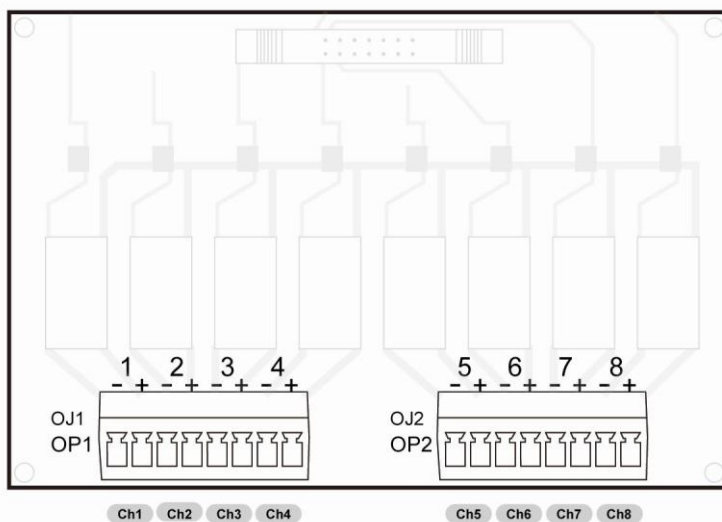 1 2 3 4 5 6 7 8
- + - + - + - + - + - + - + - +
OJ1 OJ2
OP1 OP2
Ch1 Ch2 Ch3 Ch4 Ch5 Ch6 Ch7 Ch8